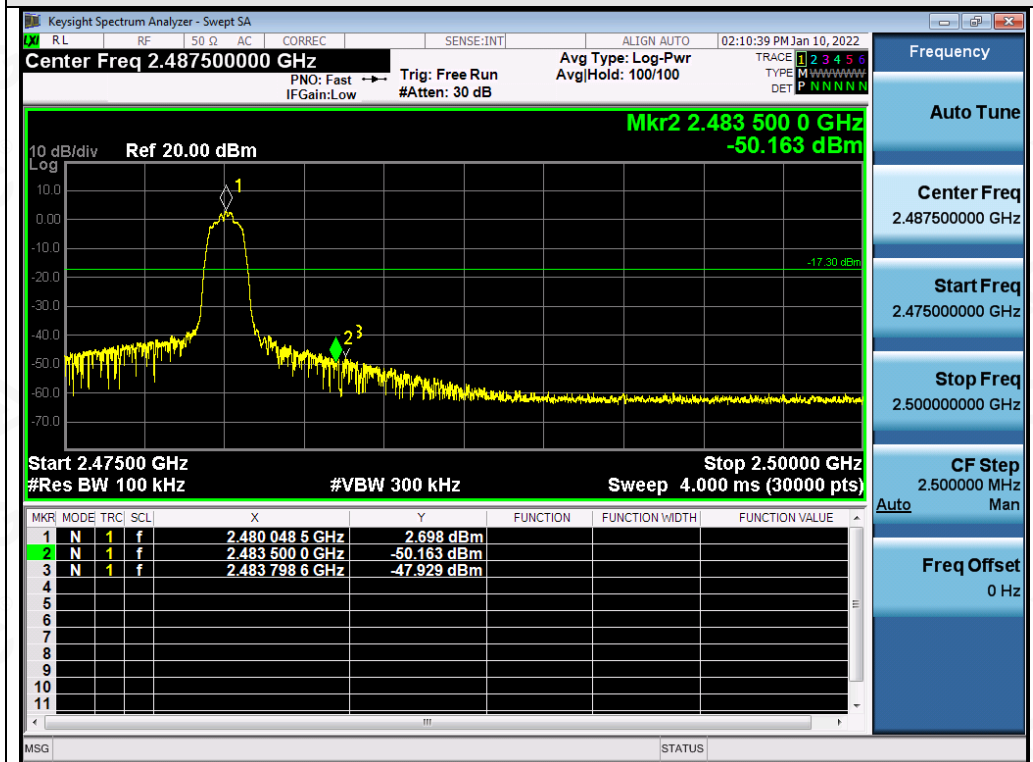 Keysight Spectrum Analyzer - Swept SA
LXI RL RF 50 Ω AC CORREC SENSE:INT ALIGN AUTO 02:10:39 PM Jan 10, 2022
Center Freq 2.487500000 GHz
PNO: Fast
IFGain:Low
Trig: Free Run
#Atten: 30 dB
Avg Type: Log-Pwr
Avg|Hold: 100/100
TRACE 1 2 3 4 5 6
TYPE M WWWWW
DET P N N N N N
Mkr2 2.483 500 0 GHz
-50.163 dBm
10 dB/div Ref 20.00 dBm
Log
10.0
0.00
-10.0
-20.0
-30.0
-40.0
-50.0
-60.0
-70.0
1
2
3
-17.30 dBm
Start 2.47500 GHz Stop 2.50000 GHz
#Res BW 100 kHz #VBW 300 kHz Sweep 4.000 ms (30000 pts)
MKR MODE TRC SCL X Y FUNCTION FUNCTION WIDTH FUNCTION VALUE
1 N 1 f 2.480 048 5 GHz 2.698 dBm
2 N 1 f 2.483 500 0 GHz -50.163 dBm
3 N 1 f 2.483 798 6 GHz -47.929 dBm
4
5
6
7
8
9
10
11
MSG STATUS
Frequency
Auto Tune
Center Freq
2.487500000 GHz
Start Freq
2.475000000 GHz
Stop Freq
2.500000000 GHz
CF Step
2.500000 MHz
Auto Man
Freq Offset
0 Hz